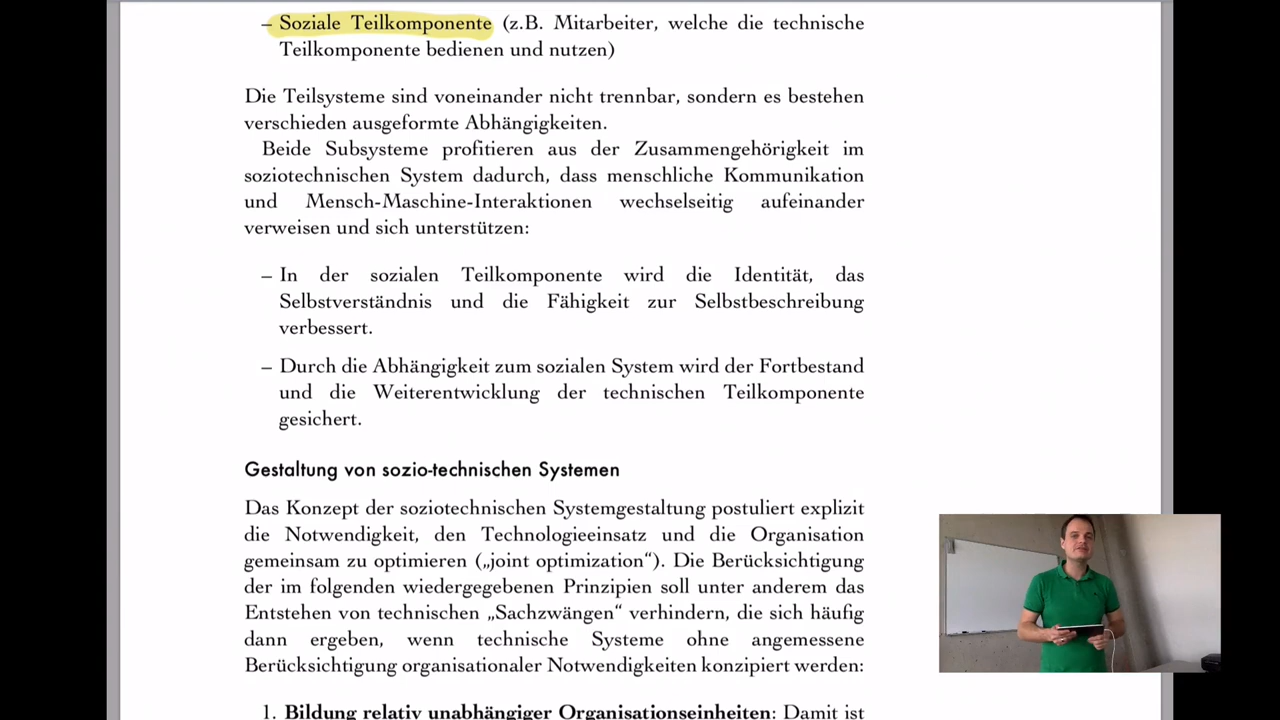 – Soziale Teilkomponente (z.B. Mitarbeiter, welche die technische
Teilkomponente bedienen und nutzen)
Die Teilsysteme sind voneinander nicht trennbar, sondern es bestehen
verschieden ausgeformte Abhängigkeiten.
Beide Subsysteme profitieren aus der Zusammengehörigkeit im
soziotechnischen System dadurch, dass menschliche Kommunikation
und Mensch-Maschine-Interaktionen wechselseitig aufeinander
verweisen und sich unterstützen:
– In der sozialen Teilkomponente wird die Identität, das
Selbstverständnis und die Fähigkeit zur Selbstbeschreibung
verbessert.
– Durch die Abhängigkeit zum sozialen System wird der Fortbestand
und die Weiterentwicklung der technischen Teilkomponente
gesichert.
Gestaltung von sozio-technischen Systemen
Das Konzept der soziotechnischen Systemgestaltung postuliert explizit
die Notwendigkeit, den Technologieeinsatz und die Organisation
gemeinsam zu optimieren („joint optimization“). Die Berücksichtigung
der im folgenden wiedergegebenen Prinzipien soll unter anderem das
Entstehen von technischen „Sachzwängen“ verhindern, die sich häufig
dann ergeben, wenn technische Systeme ohne angemessene
Berücksichtigung organisationaler Notwendigkeiten konzipiert werden:
1. Bildung relativ unabhängiger Organisationseinheiten: Damit ist